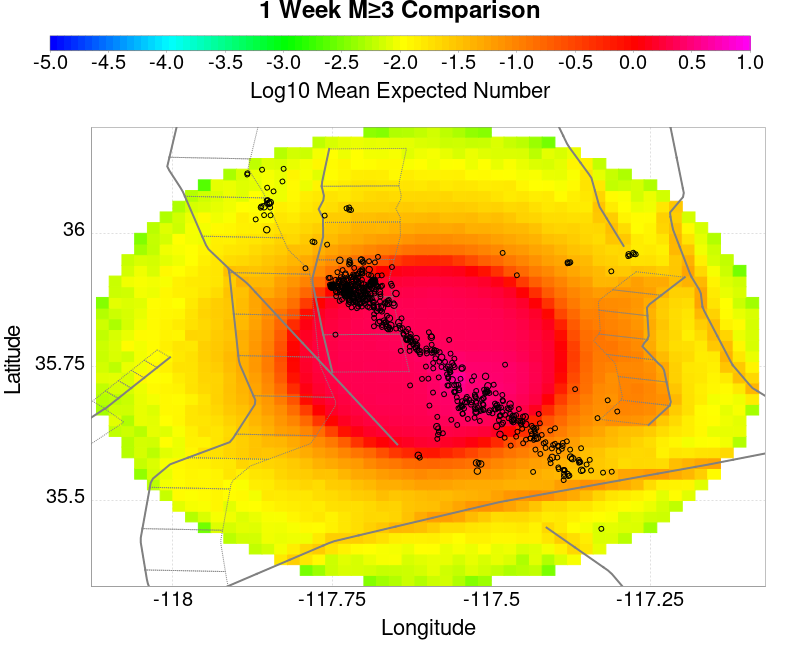 1 Week M≥3 Comparison
-5.0 -4.5 -4.0 -3.5 -3.0 -2.5 -2.0 -1.5 -1.0 -0.5 0.0 0.5 1.0
Log10 Mean Expected Number
36
35.75
35.5
Latitude
-118 -117.75 -117.5 -117.25
Longitude